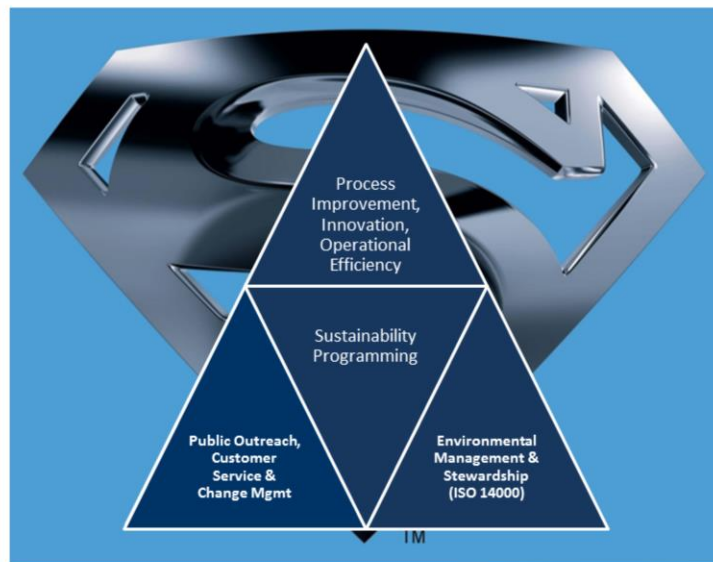 Process
Improvement,
Innovation,
Operational
Efficiency
Sustainability
Programming
Public Outreach,
Customer
Service &
Change Mgmt
Environmental
Management &
Stewardship
(ISO 14000)
TM